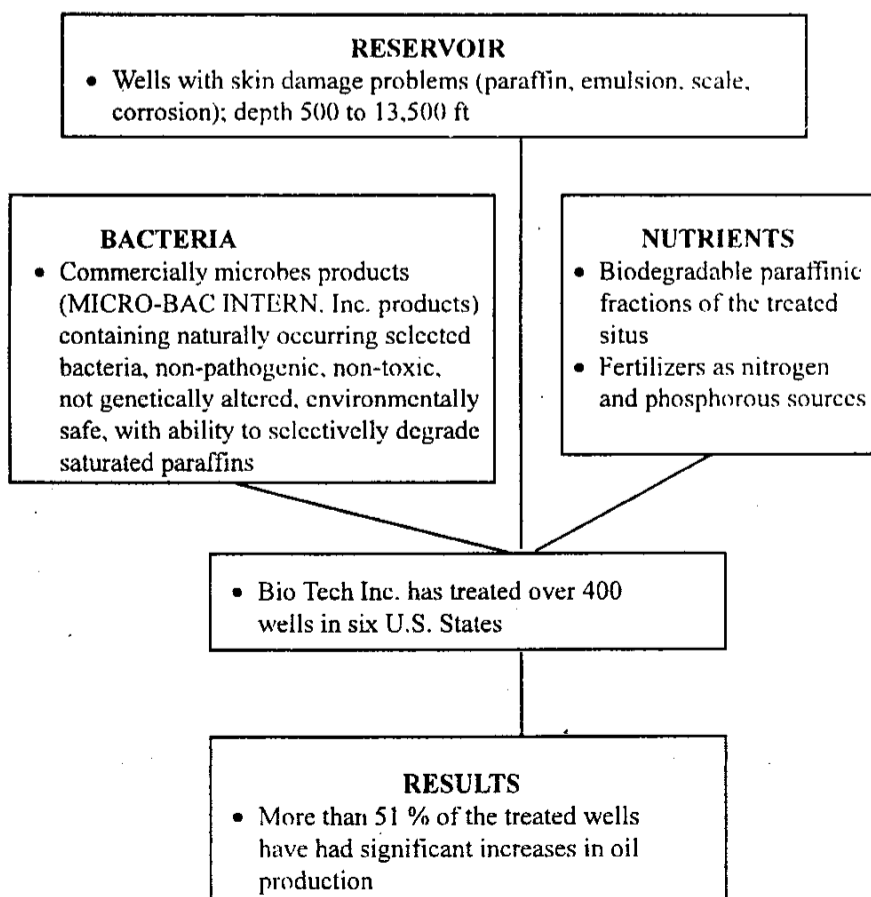 RESERVOIR
• Wells with skin damage problems (paraffin, emulsion, scale,
corrosion); depth 500 to 13,500 ft
BACTERIA
• Commercially microbes products
(MICRO-BAC INTERN. Inc. products)
containing naturally occurring selected
bacteria, non-pathogenic, non-toxic,
not genetically altered, environmentally
safe, with ability to selectivelly degrade
saturated paraffins
NUTRIENTS
• Biodegradable paraffinic
fractions of the treated
situs
• Fertilizers as nitrogen
and phosphorous sources
• Bio Tech Inc. has treated over 400
wells in six U.S. States
RESULTS
• More than 51 % of the treated wells
have had significant increases in oil
production